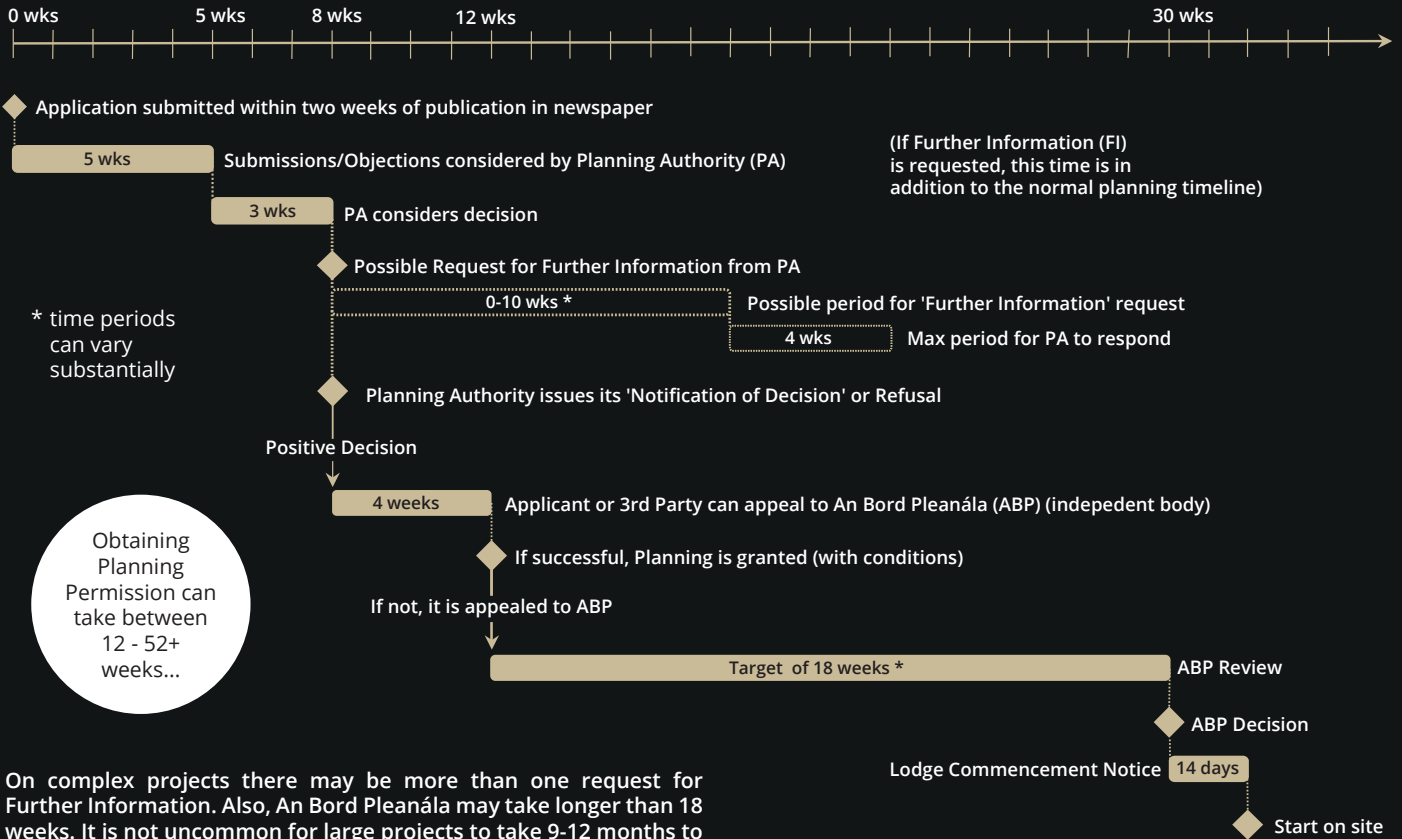 0 wks
5 wks
8 wks
12 wks
30 wks
Application submitted within two weeks of publication in newspaper
5 wks
Submissions/Objections considered by Planning Authority (PA)
(If Further Information (FI)
is requested, this time is in
addition to the normal planning timeline)
3 wks
PA considers decision
Possible Request for Further Information from PA
0-10 wks *
Possible period for 'Further Information' request
* time periods
can vary
substantially
4 wks
Max period for PA to respond
Planning Authority issues its 'Notification of Decision' or Refusal
Positive Decision
4 weeks
Applicant or 3rd Party can appeal to An Bord Pleanála (ABP) (indepedent body)
Obtaining
Planning
Permission can
take between
12 - 52+
weeks...
If successful, Planning is granted (with conditions)
If not, it is appealed to ABP
Target of 18 weeks *
ABP Review
ABP Decision
Lodge Commencement Notice
14 days
Start on site
On complex projects there may be more than one request for
Further Information. Also, An Bord Pleanála may take longer than 18
weeks. It is not uncommon for large projects to take 9-12 months to